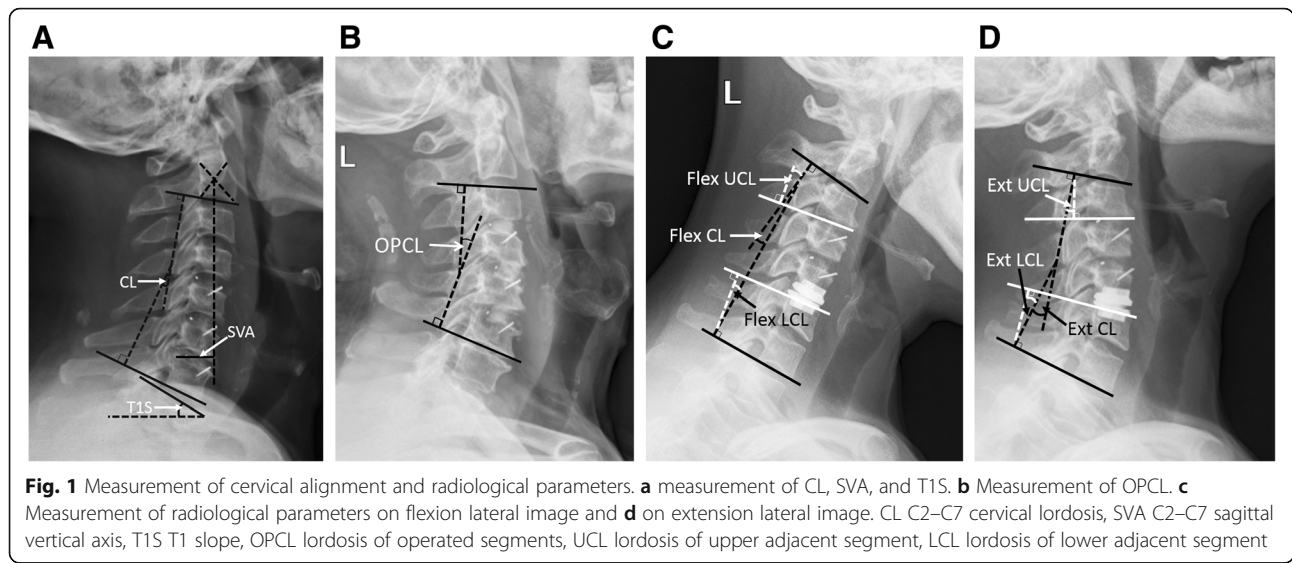 A
B
C
D
CL
SVA
T1S
L
OPCL
L
Flex UCL
Flex CL
Flex LCL
Ext UCL
Ext LCL
Ext CL
Fig. 1 Measurement of cervical alignment and radiological parameters. a measurement of CL, SVA, and T1S. b Measurement of OPCL. c
Measurement of radiological parameters on flexion lateral image and d on extension lateral image. CL C2–C7 cervical lordosis, SVA C2–C7 sagittal
vertical axis, T1S T1 slope, OPCL lordosis of operated segments, UCL lordosis of upper adjacent segment, LCL lordosis of lower adjacent segment